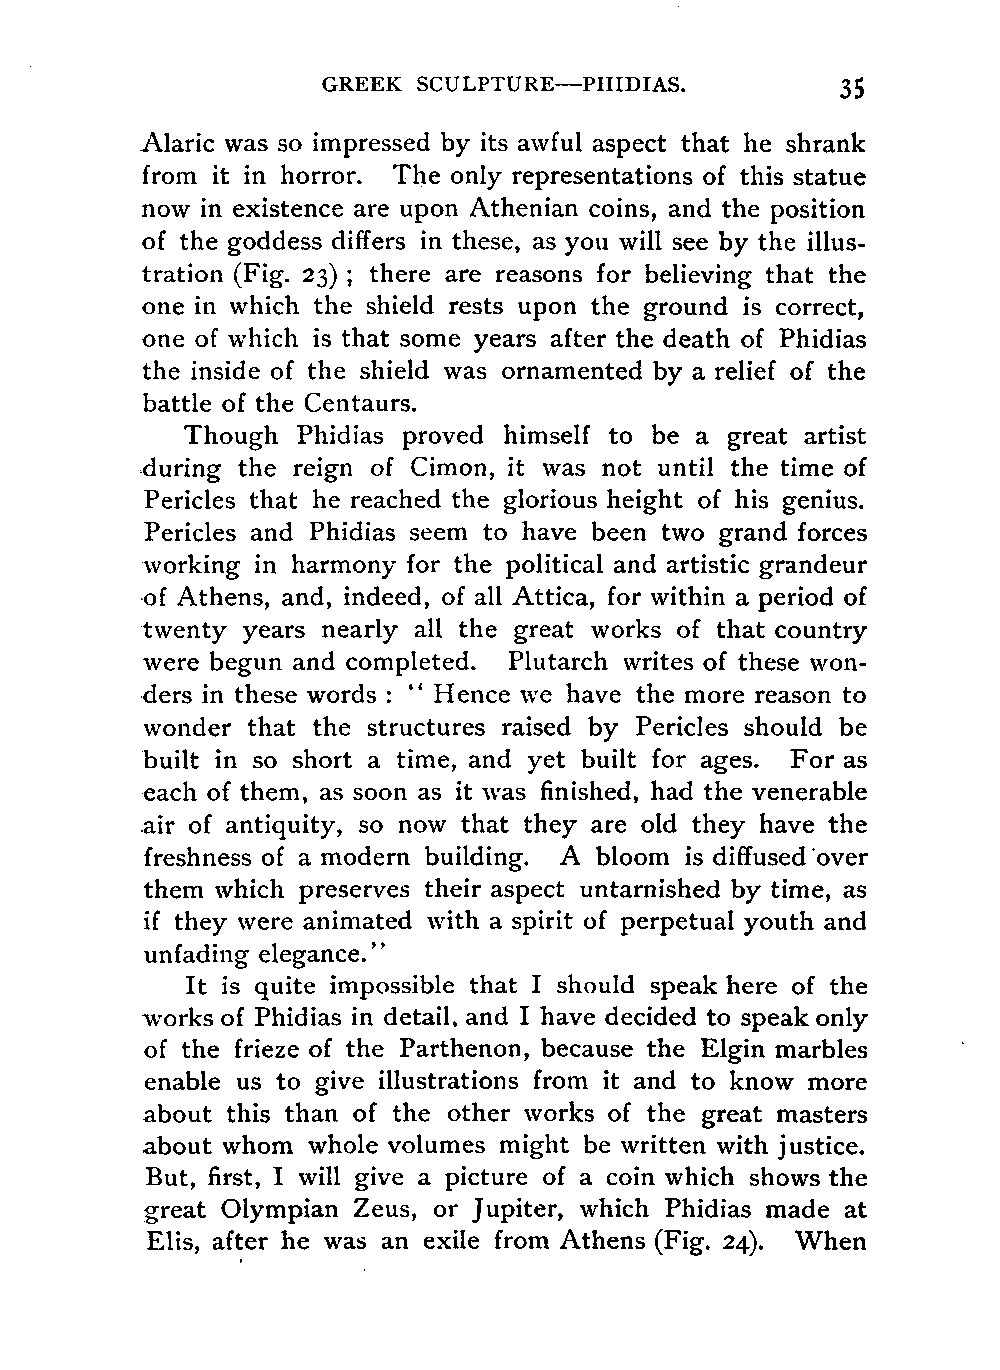 GREEK SCULPTURE—PHIDIAS. 35
Alaric was so impressed by its awful aspect that he shrank
from it in horror. The only representations of this statue
now in existence are upon Athenian coins, and the position
of the goddess differs in these, as you will see by the illus-
tration (Fig. 23) ; there are reasons for believing that the
one in which the shield rests upon the ground is correct,
one of which is that some years after the death of Phidias
the inside of the shield was ornamented by a relief of the
battle of the Centaurs.
Though Phidias proved himself to be a great artist
during the reign of Cimon, it was not until the time of
Pericles that he reached the glorious height of his genius.
Pericles and Phidias seem to have been two grand forces
working in harmony for the political and artistic grandeur
of Athens, and, indeed, of all Attica, for within a period of
twenty years nearly all the great works of that country
were begun and completed. Plutarch writes of these won-
ders in these words : “ Hence we have the more reason to
wonder that the structures raised by Pericles should be
built in so short a time, and yet built for ages. For as
each of them, as soon as it was finished, had the venerable
air of antiquity, so now that they are old they have the
freshness of a modern building. A bloom is diffused over
them which preserves their aspect untarnished by time, as
if they were animated with a spirit of perpetual youth and
unfading elegance.”
It is quite impossible that I should speak here of the
works of Phidias in detail, and I have decided to speak only
of the frieze of the Parthenon, because the Elgin marbles
enable us to give illustrations from it and to know more
about this than of the other works of the great masters
about whom whole volumes might be written with justice.
But, first, I will give a picture of a coin which shows the
great Olympian Zeus, or Jupiter, which Phidias made at
Elis, after he was an exile from Athens (Fig. 24). When